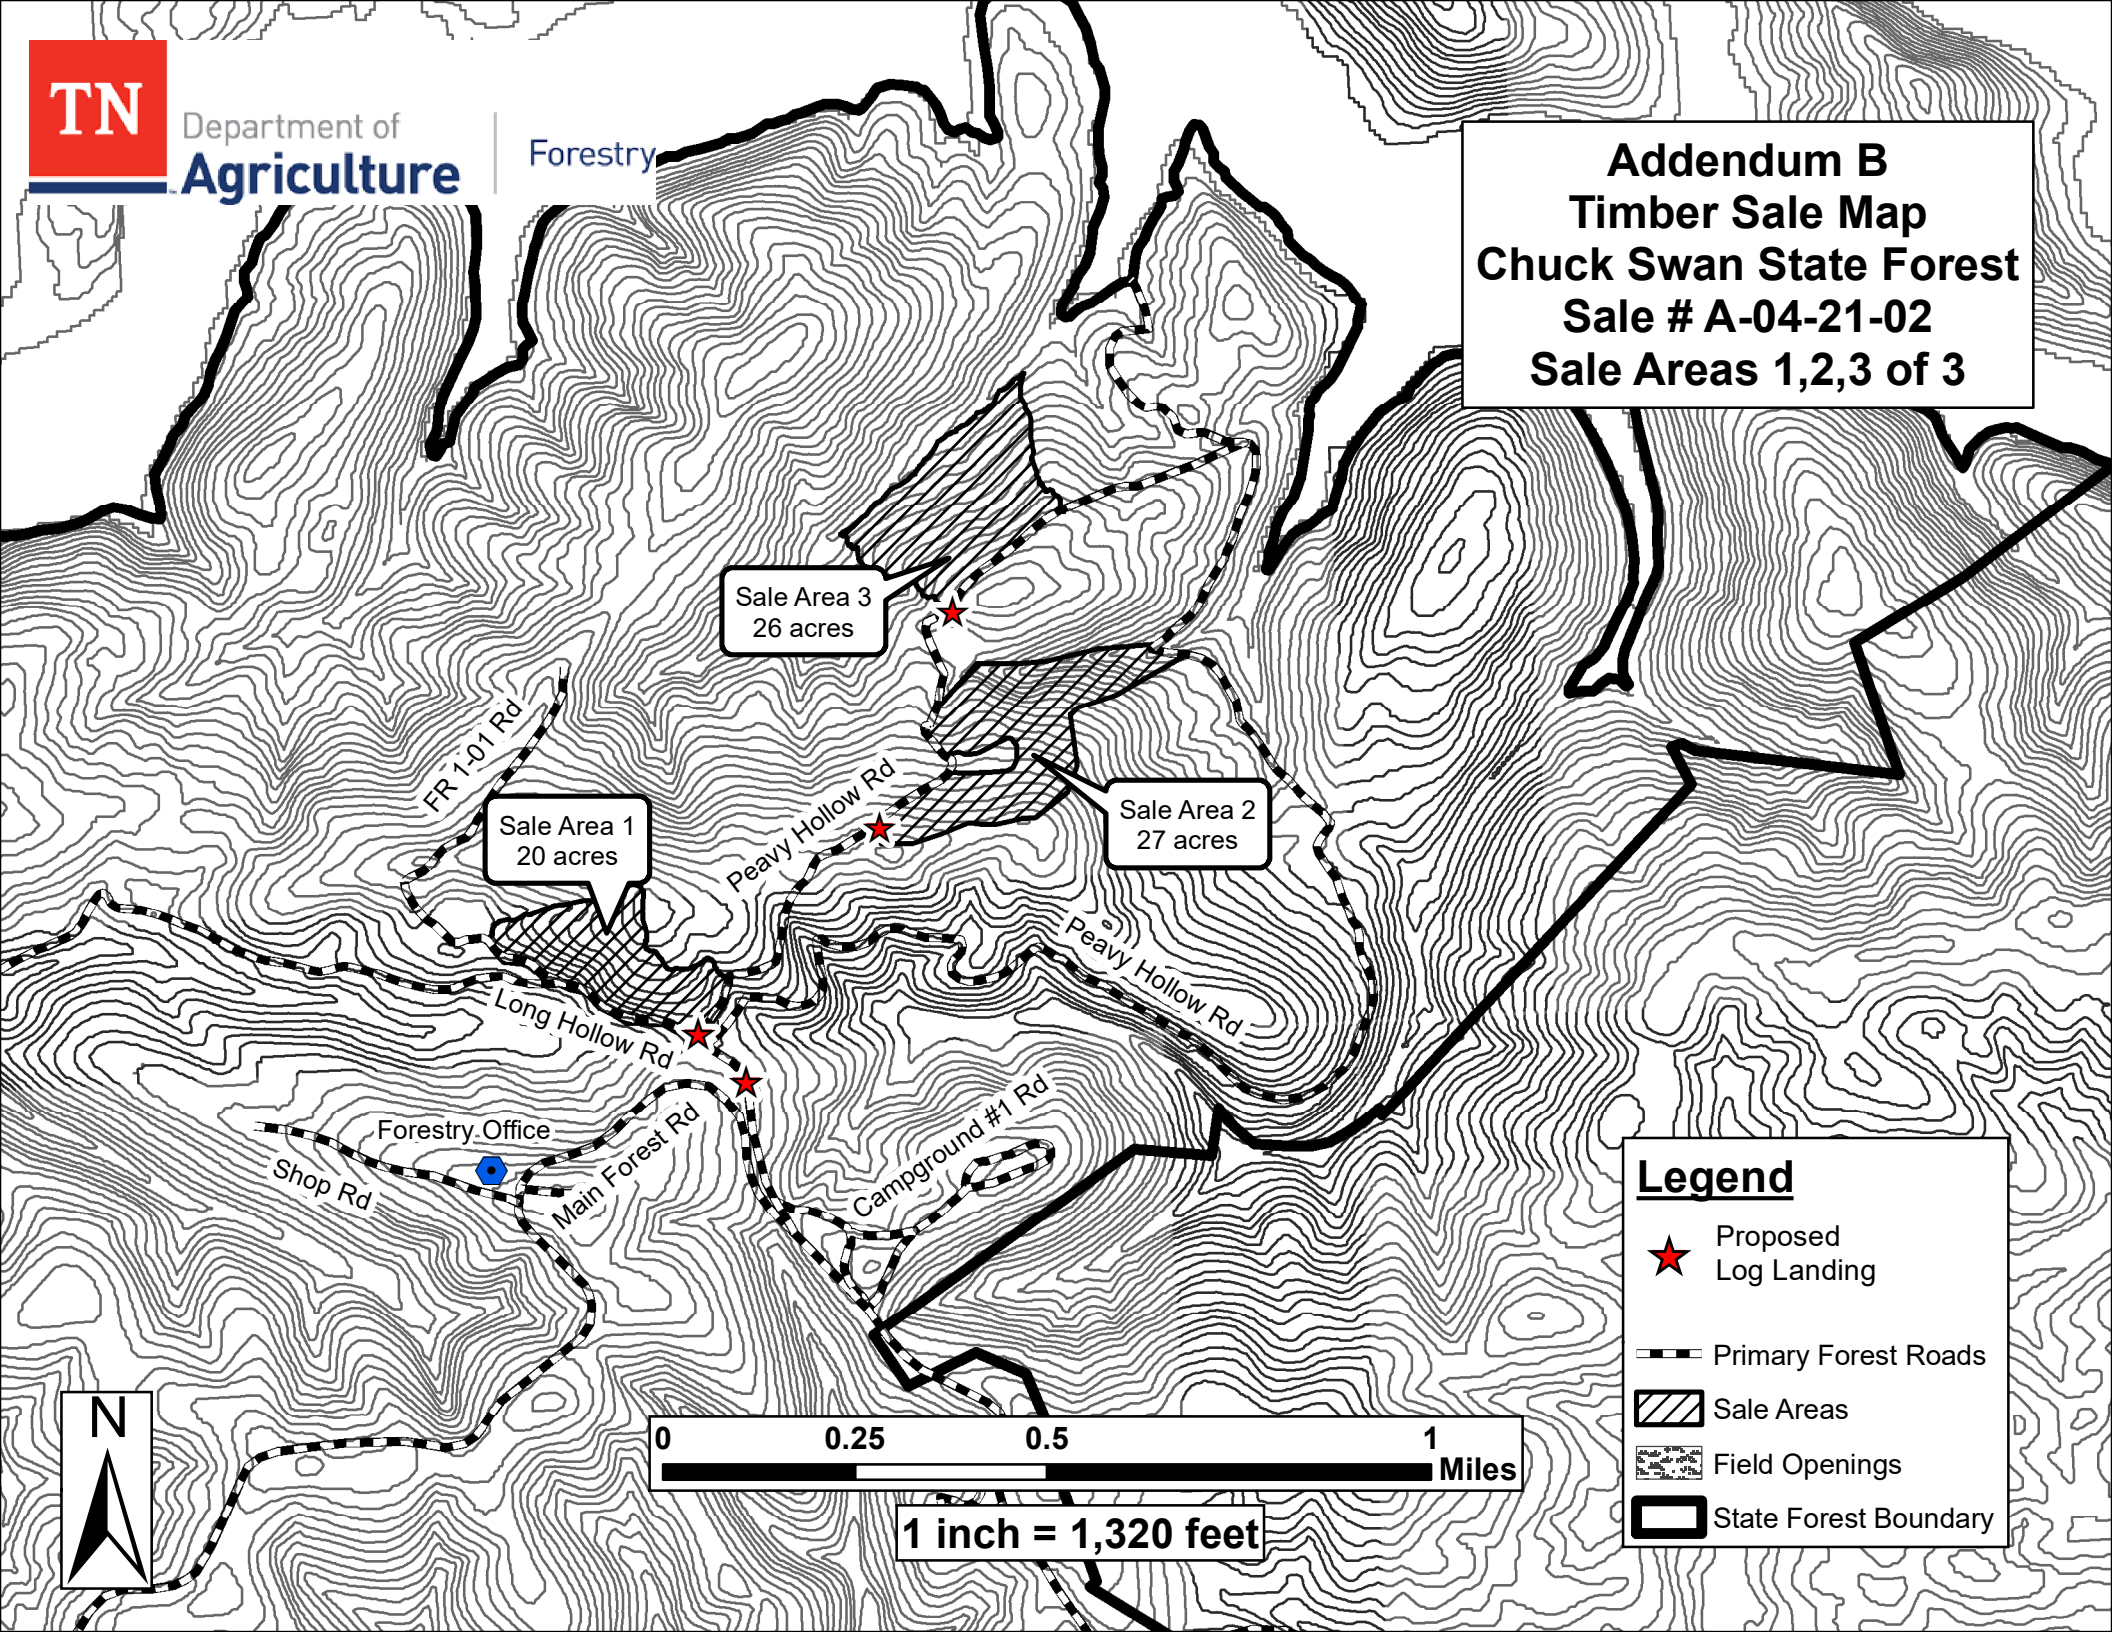 TN
Department of
Agriculture
Forestry
Addendum B
Timber Sale Map
Chuck Swan State Forest
Sale # A-04-21-02
Sale Areas 1,2,3 of 3
Sale Area 3
26 acres
FR 1-01 Rd
Peavy Hollow Rd
Sale Area 2
27 acres
Sale Area 1
20 acres
Peavy Hollow Rd
Long Hollow Rd
Forestry Office
Main Forest Rd
Campground #1 Rd
Shop Rd
Legend
Proposed
Log Landing
Primary Forest Roads
Sale Areas
Field Openings
State Forest Boundary
N
0 0.25 0.5 1
Miles
1 inch = 1,320 feet